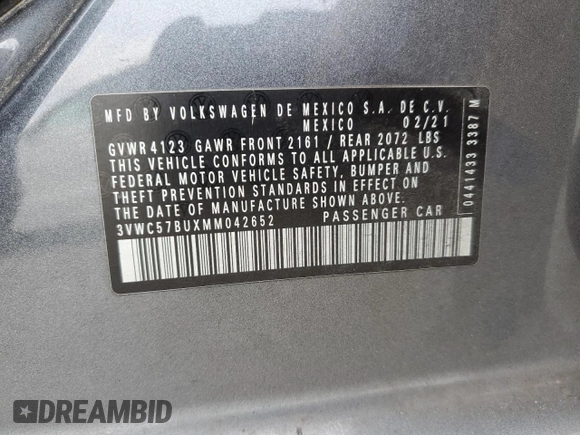 MFD BY VOLKSWAGEN DE MEXICO S.A. DE C.V.
MEXICO 02/21
GVWR 4123 GAWR FRONT 2161 / REAR 2072 LBS
THIS VEHICLE CONFORMS TO ALL APPLICABLE U.S.
FEDERAL MOTOR VEHICLE SAFETY, BUMPER AND
THEFT PREVENTION STANDARDS IN EFFECT ON
THE DATE OF MANUFACTURE SHOWN ABOVE.
3VWC57BUXMM042652 PASSENGER CAR
0441433 3387 M
DREAMBID